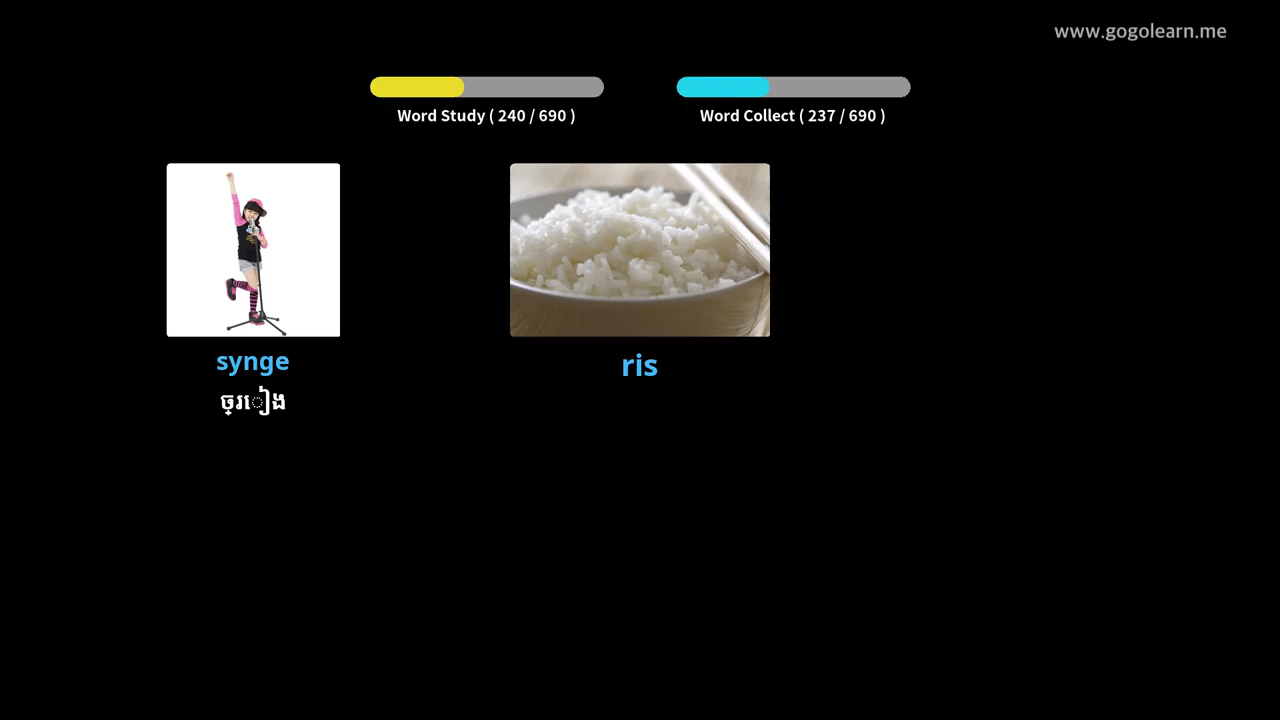 www.gogolearn.me
Word Study ( 240 / 690 )
Word Collect ( 237 / 690 )
synge
ច្រៀង
ris